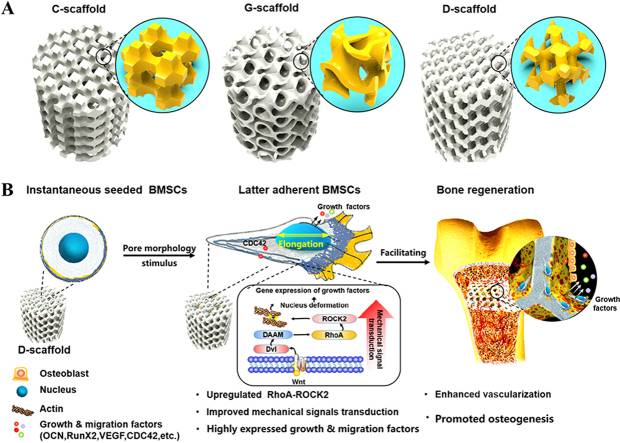 A
C-scaffold
G-scaffold
D-scaffold
B
Instantaneous seeded BMSCs
Latter adherent BMSCs
Bone regeneration
Growth factors
CDC42
Elongation
Pore morphology
stimulus
Facilitating
Growth
factors
Gene expression of growth factors
Nucleus deformation
Actin
ROCK2
DAAM
RhoA
Dvl
Wnt
Mechanical signal
transduction
D-scaffold
Osteoblast
Nucleus
Actin
Growth & migration factors
(OCN,RunX2,VEGF,CDC42,etc.)
• Upregulated RhoA-ROCK2
• Improved mechanical signals transduction
• Highly expressed growth & migration factors
• Enhanced vascularization
• Promoted osteogenesis